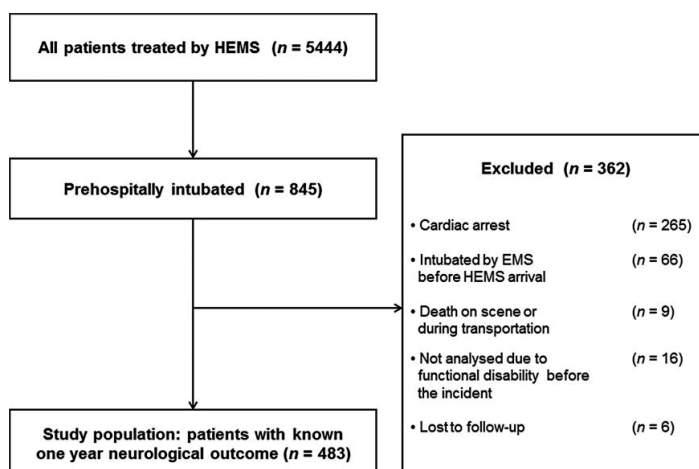 All patients treated by HEMS (n = 5444)
Prehospitally intubated (n = 845)
Excluded (n = 362)
• Cardiac arrest (n = 265)
• Intubated by EMS (n = 66)
before HEMS arrival
• Death on scene or (n = 9)
during transportation
• Not analysed due to (n = 16)
functional disability before
the incident
• Lost to follow-up (n = 6)
Study population: patients with known
one year neurological outcome (n = 483)